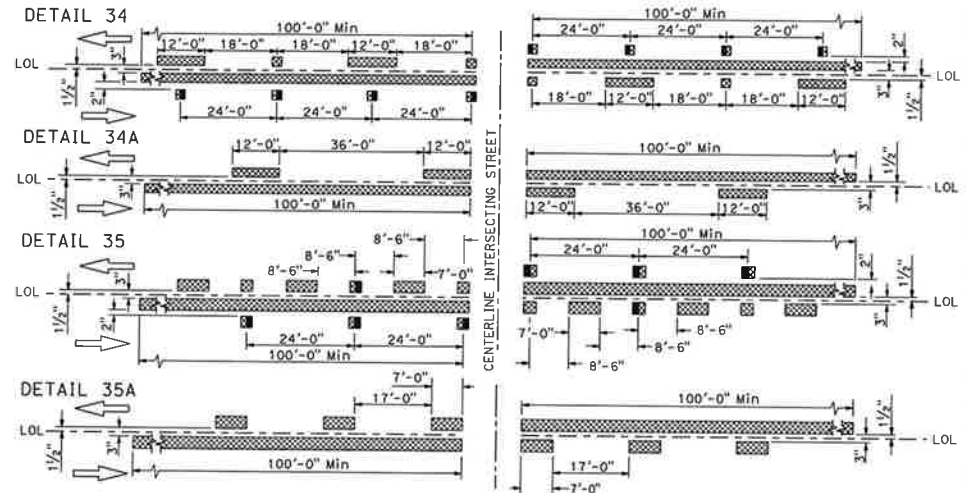 DETAIL 34
100'-0" Min
12'-0" 18'-0" 18'-0" 12'-0" 18'-0"
3"
LOL
1½"
2"
24'-0" 24'-0" 24'-0"
100'-0" Min
24'-0" 24'-0" 24'-0"
2"
LOL
3"
1½"
18'-0" 12'-0" 18'-0" 18'-0" 12'-0"
DETAIL 34A
12'-0" 36'-0" 12'-0"
LOL
1½"
3"
100'-0" Min
100'-0" Min
1½"
LOL
3"
12'-0" 36'-0" 12'-0"
CENTERLINE INTERSECTING STREET
DETAIL 35
8'-6"
8'-6"
8'-6"
7'-0"
3"
LOL
1½"
2"
24'-0" 24'-0"
100'-0" Min
100'-0" Min
24'-0" 24'-0"
2"
1½"
LOL
3"
7'-0"
8'-6"
8'-6"
DETAIL 35A
7'-0"
17'-0"
LOL
1½"
3"
100'-0" Min
100'-0" Min
1½"
LOL
3"
17'-0"
7'-0"